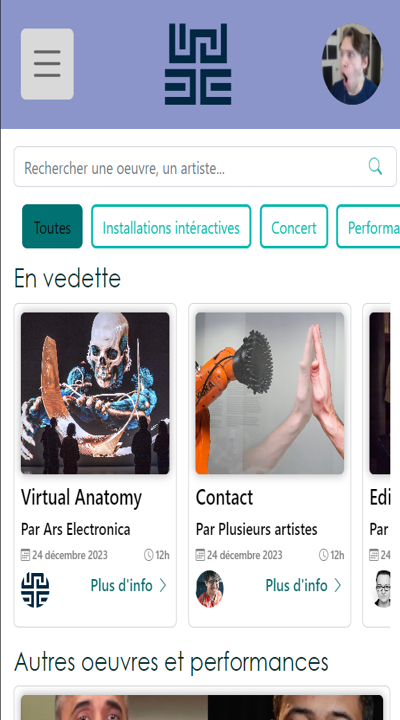 Rechercher une oeuvre, un artiste...
Toutes
Installations intéractives
Concert
Performa
En vedette
Virtual Anatomy
Par Ars Electronica
24 décembre 2023
12h
Plus d'info
Contact
Par Plusieurs artistes
24 décembre 2023
12h
Plus d'info
Edi
Par
24
Autres oeuvres et performances